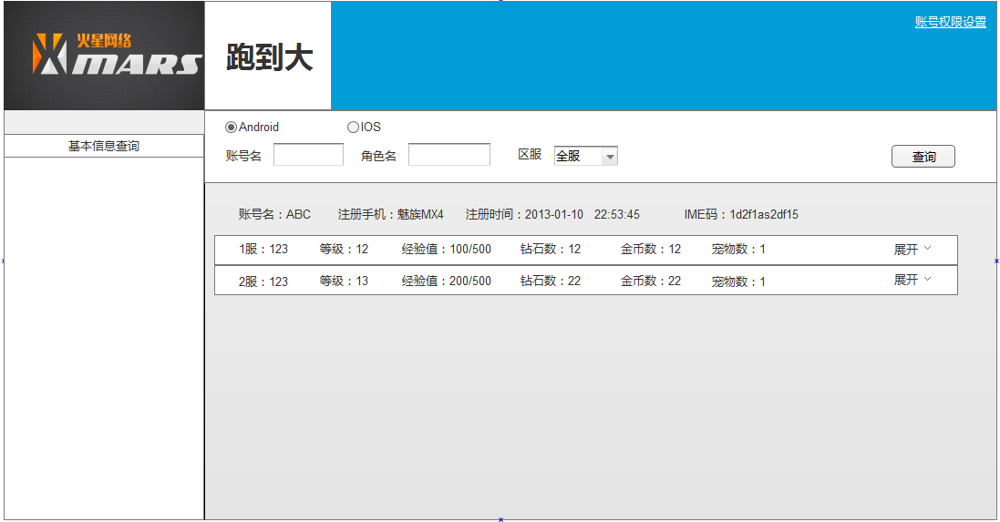 火星网络
XMARS
跑到大
账号权限设置
Android IOS
账号名 角色名 区服 全服 查询
基本信息查询
账号名：ABC 注册手机：魅族MX4 注册时间：2013-01-10 22:53:45 IME码：1d2f1as2df15
1服：123 等级：12 经验值：100/500 钻石数：12 金币数：12 宠物数：1 展开
2服：123 等级：13 经验值：200/500 钻石数：22 金币数：22 宠物数：1 展开